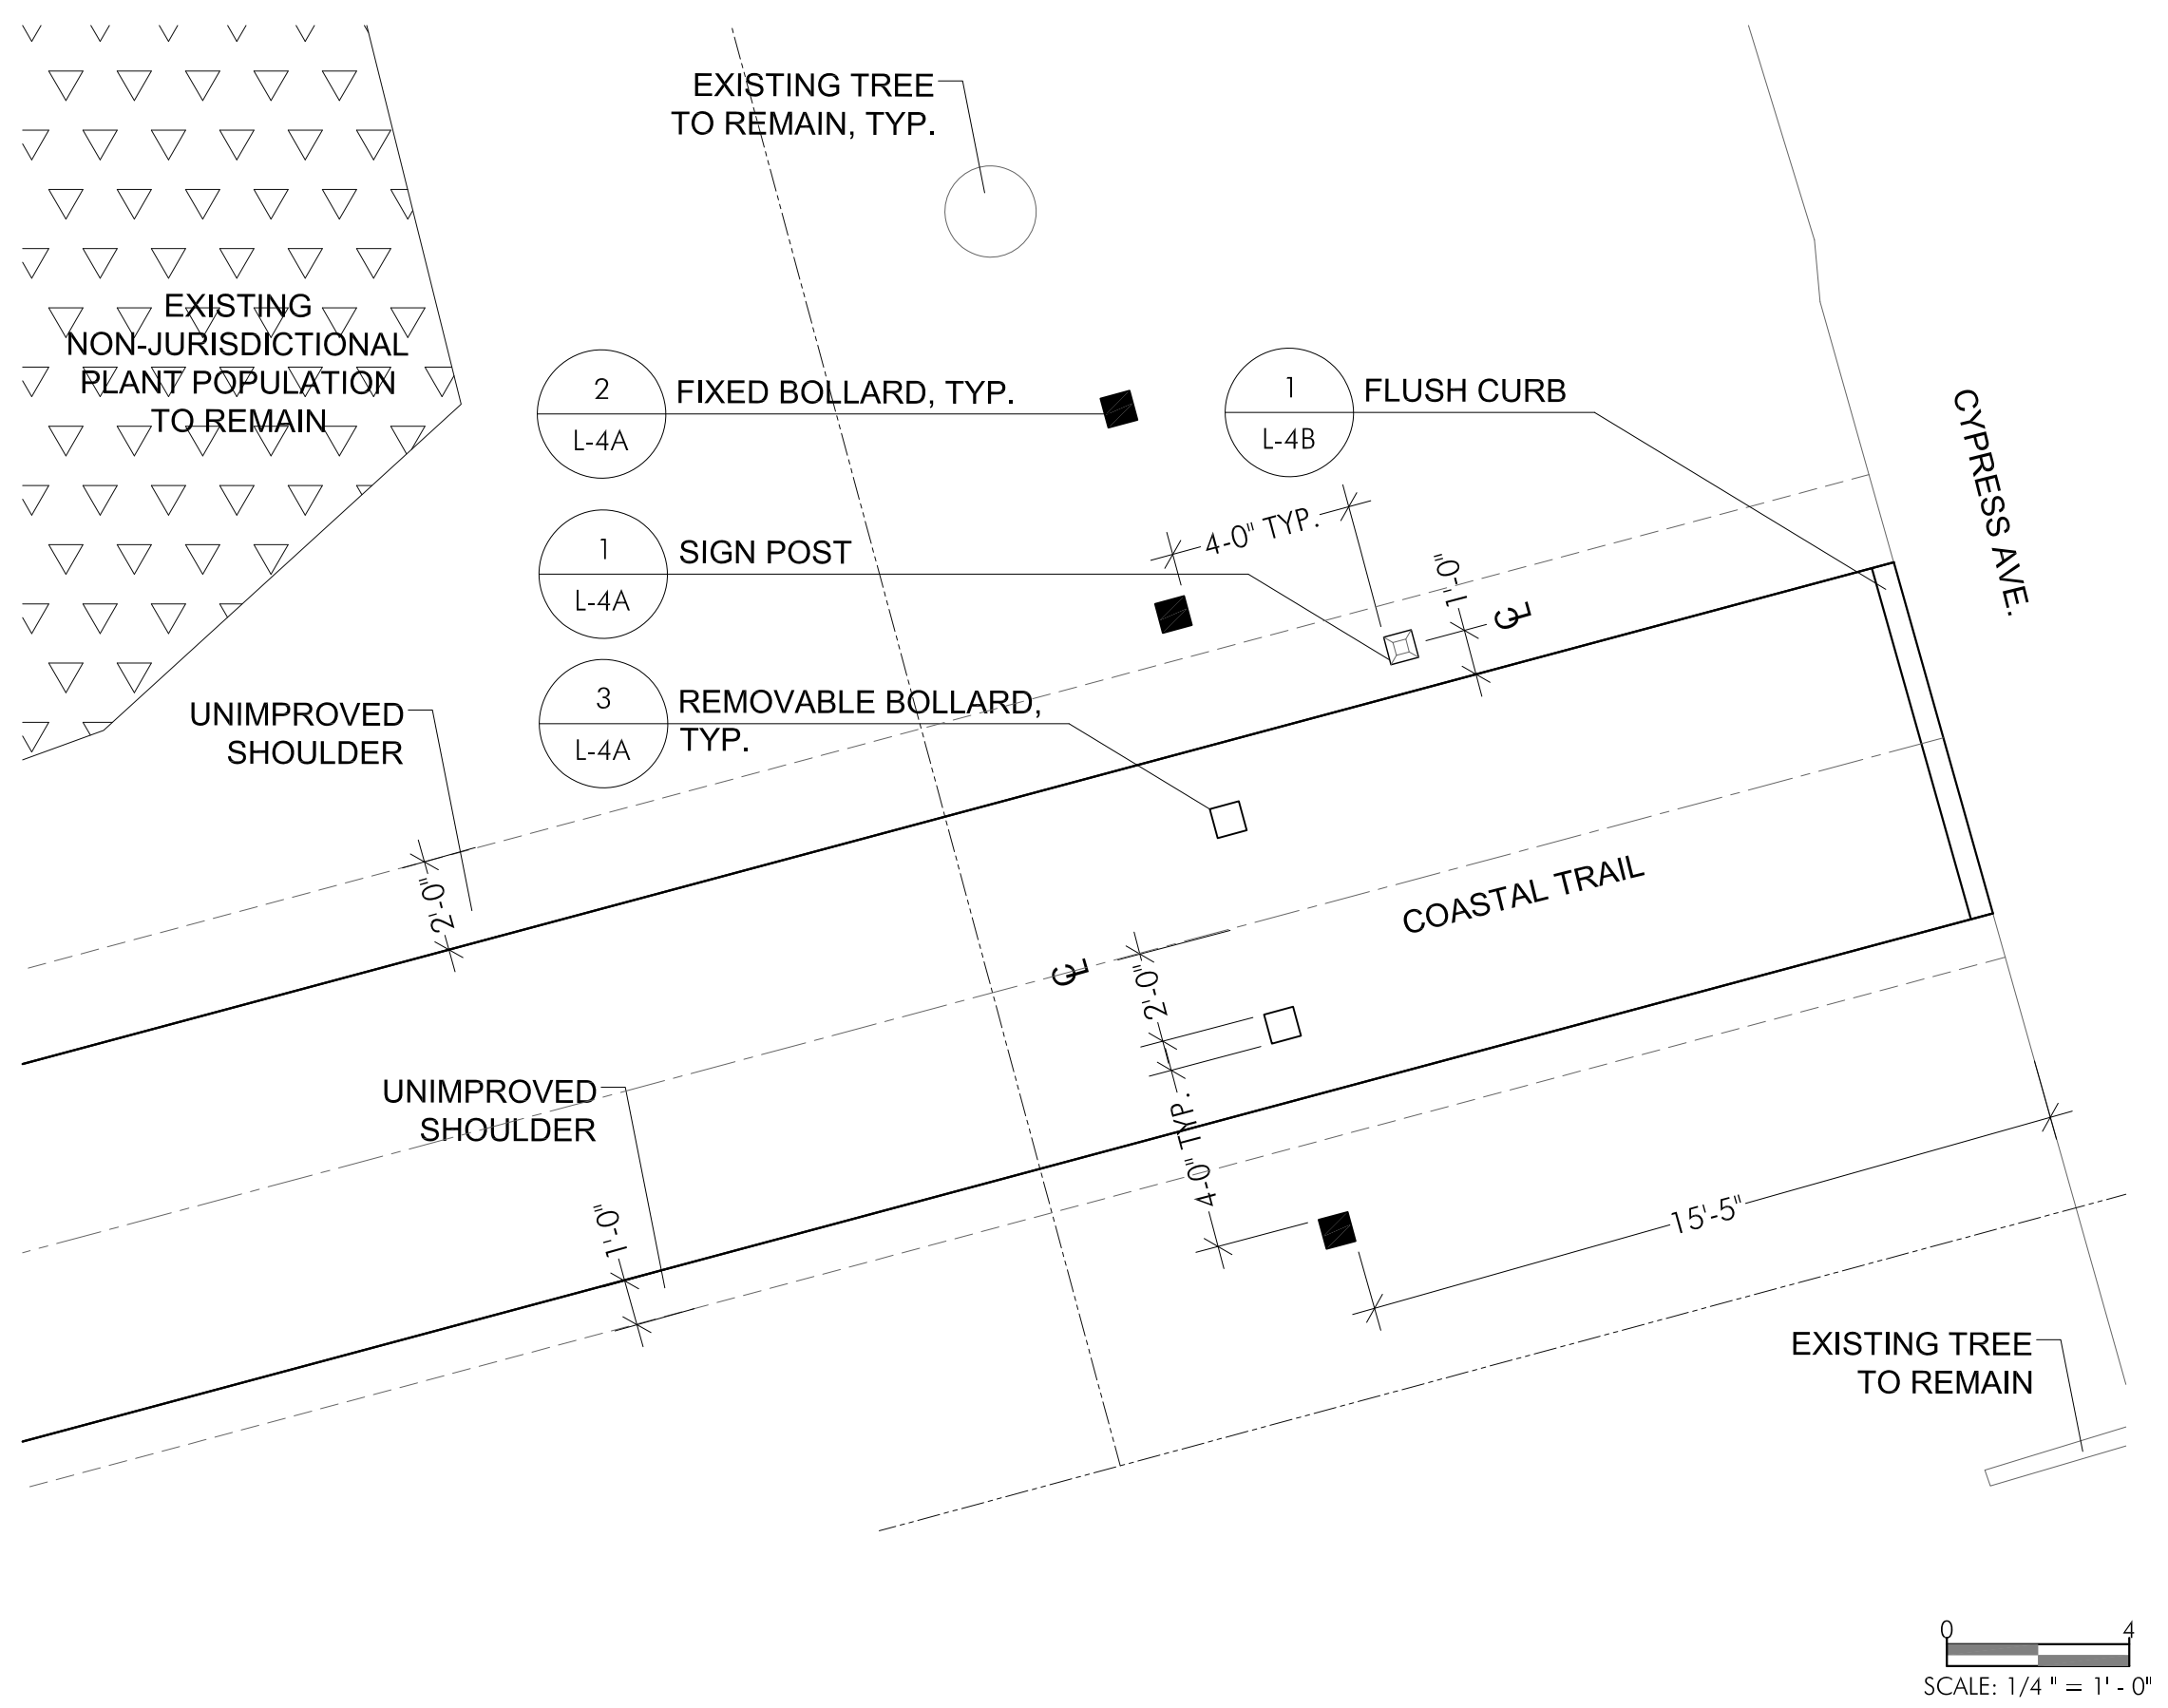 EXISTING TREE
TO REMAIN, TYP.
EXISTING
NON-JURISDICTIONAL
PLANT POPULATION
TO REMAIN
2
L-4A
FIXED BOLLARD, TYP.
1
L-4B
FLUSH CURB
CYPRESS AVE.
1
L-4A
SIGN POST
4-0" TYP.
1'-0"
CL
3
L-4A
REMOVABLE BOLLARD,
TYP.
UNIMPROVED
SHOULDER
2'-0"
COASTAL TRAIL
CL
2'-0"
4-0" TYP.
UNIMPROVED
SHOULDER
1'-0"
15'-5"
EXISTING TREE
TO REMAIN
0 4
SCALE: 1/4 " = 1' - 0"